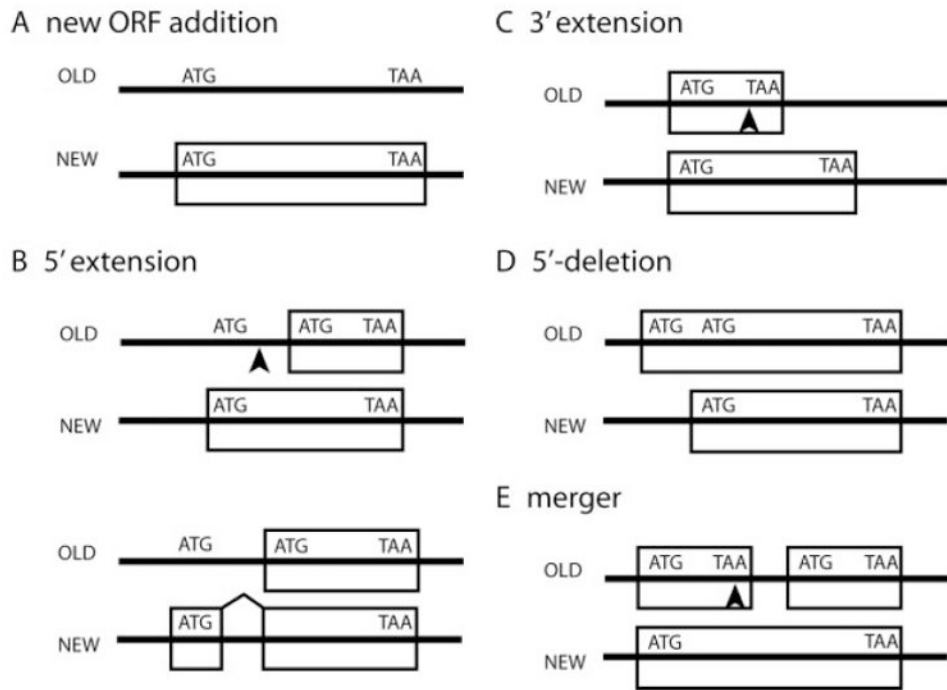 A new ORF addition
OLD ATG TAA
NEW ATG TAA
B 5' extension
OLD ATG ATG TAA
NEW ATG TAA
OLD ATG ATG TAA
NEW ATG TAA
C 3' extension
OLD ATG TAA
NEW ATG TAA
D 5'-deletion
OLD ATG ATG TAA
NEW ATG TAA
E merger
OLD ATG TAA ATG TAA
NEW ATG TAA